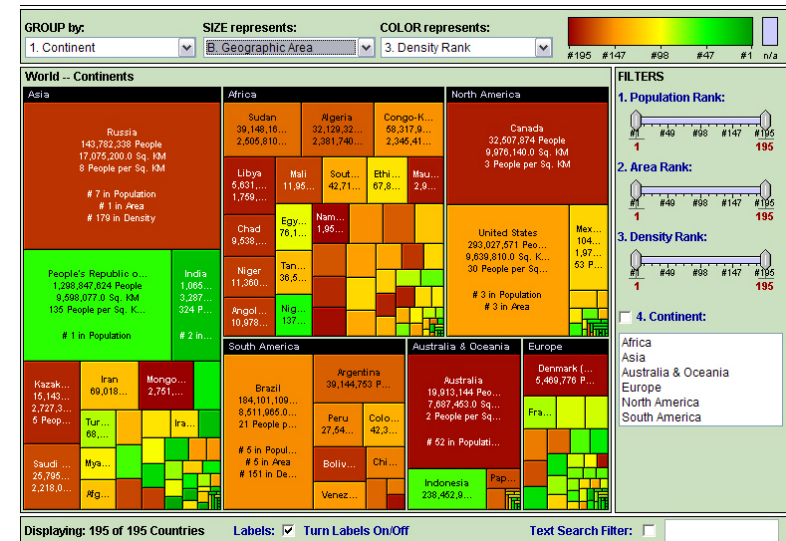 GROUP by:
SIZE represents:
COLOR represents:
1. Continent
B. Geographic Area
3. Density Rank
#195 #147 #98 #47 #1 n/a
World -- Continents
Asia
Russia
143,782,338 People
17,075,200.0 Sq. KM
8 People per Sq. KM
# 7 in Population
# 1 in Area
# 179 in Density
People's Republic o...
1,298,847,624 People
9,598,077.0 Sq. KM
135 People per Sq. K...
# 1 in Population
India
1,065...
3,287...
324 P...
# 2 in...
Kazak...
15,143...
2,727,3...
5 Peop...
Iran
69,018...
Mongo...
2,751,...
Tur...
68,...
Ira...
Saudi ...
25,795...
2,218,0...
Mya...
Afg...
Africa
Sudan
39,148,16...
2,505,810...
Algeria
32,129,32...
2,381,740...
Congo-K...
58,317,9...
2,345,41...
Libya
5,631,...
1,759,...
Mali
11,95...
Sout...
42,71...
Ethi...
67,8...
Mau...
2,9...
Chad
9,538,...
Egy...
76,1...
Nam...
1,95...
Niger
11,360...
Tan...
36,5...
Angol...
10,978...
Nig...
137...
North America
Canada
32,507,874 People
9,976,140.0 Sq. KM
3 People per Sq. KM
United States
293,027,571 Peo...
9,639,810.0 Sq. K...
30 People per Sq...
# 3 in Population
# 3 in Area
Mex...
104...
1,97...
53 P...
South America
Brazil
184,101,109...
8,511,965.0...
21 People p...
# 5 in Popul...
# 5 in Area
# 151 in De...
Argentina
39,144,753 P...
Peru
27,54...
Colo...
42,3...
Boliv...
Chi...
Venez...
Australia & Oceania
Australia
19,913,144 Peo...
7,687,453.0 Sq...
2 People per Sq...
# 52 in Populati...
Indonesia
238,452,9...
Pap...
Europe
Denmark (...
5,469,776 P...
Fra...
FILTERS
1. Population Rank:
#1 #49 #98 #147 #195
1 195
2. Area Rank:
#1 #49 #98 #147 #195
1 195
3. Density Rank:
#1 #49 #98 #147 #195
1 195
4. Continent:
Africa
Asia
Australia & Oceania
Europe
North America
South America
Displaying: 195 of 195 Countries
Labels:
Turn Labels On/Off
Text Search Filter: